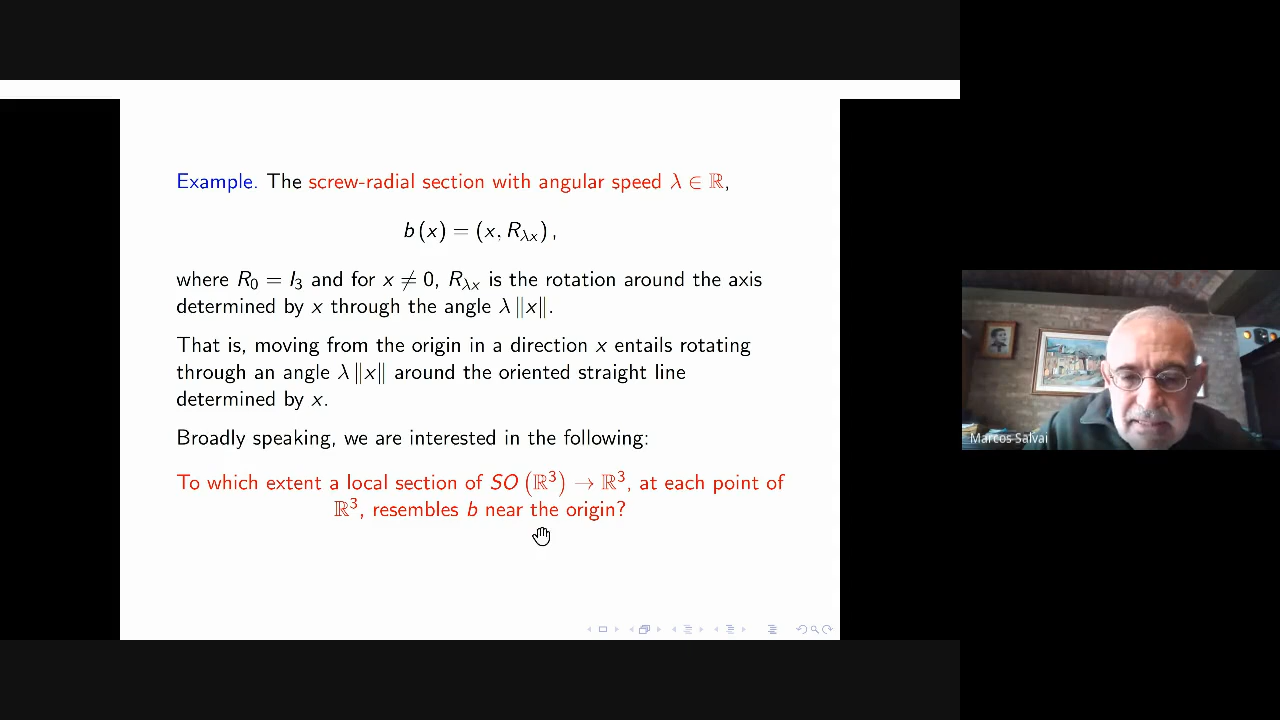 Example. The screw-radial section with angular speed λ ∈ ℝ,
b (x) = (x, R_{λx}) ,
where R₀ = I₃ and for x ≠ 0, R_{λx} is the rotation around the axis
determined by x through the angle λ ‖x‖.
That is, moving from the origin in a direction x entails rotating
through an angle λ ‖x‖ around the oriented straight line
determined by x.
Broadly speaking, we are interested in the following:
To which extent a local section of SO (ℝ³) → ℝ³, at each point of
ℝ³, resembles b near the origin?
Marcos Salvai